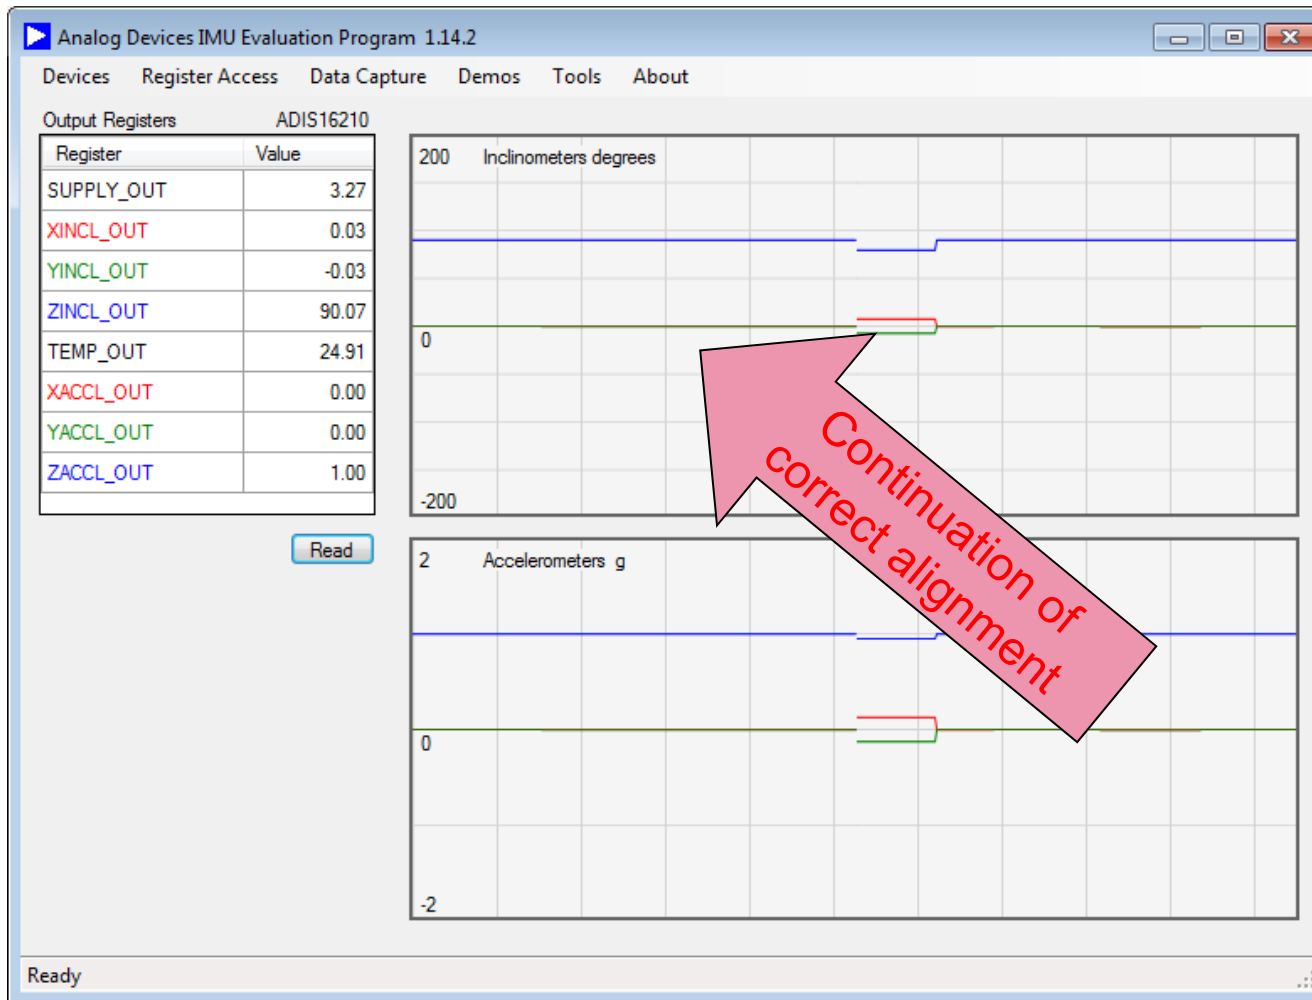 Analog Devices IMU Evaluation Program 1.14.2
Devices Register Access Data Capture Demos Tools About
Output Registers ADIS16210
Register Value
SUPPLY_OUT 3.27
XINCL_OUT 0.03
YINCL_OUT -0.03
ZINCL_OUT 90.07
TEMP_OUT 24.91
XACCL_OUT 0.00
YACCL_OUT 0.00
ZACCL_OUT 1.00
Read
200 Inclinometers degrees
0
-200
Continuation of
correct alignment
2 Accelerometers g
0
-2
Ready